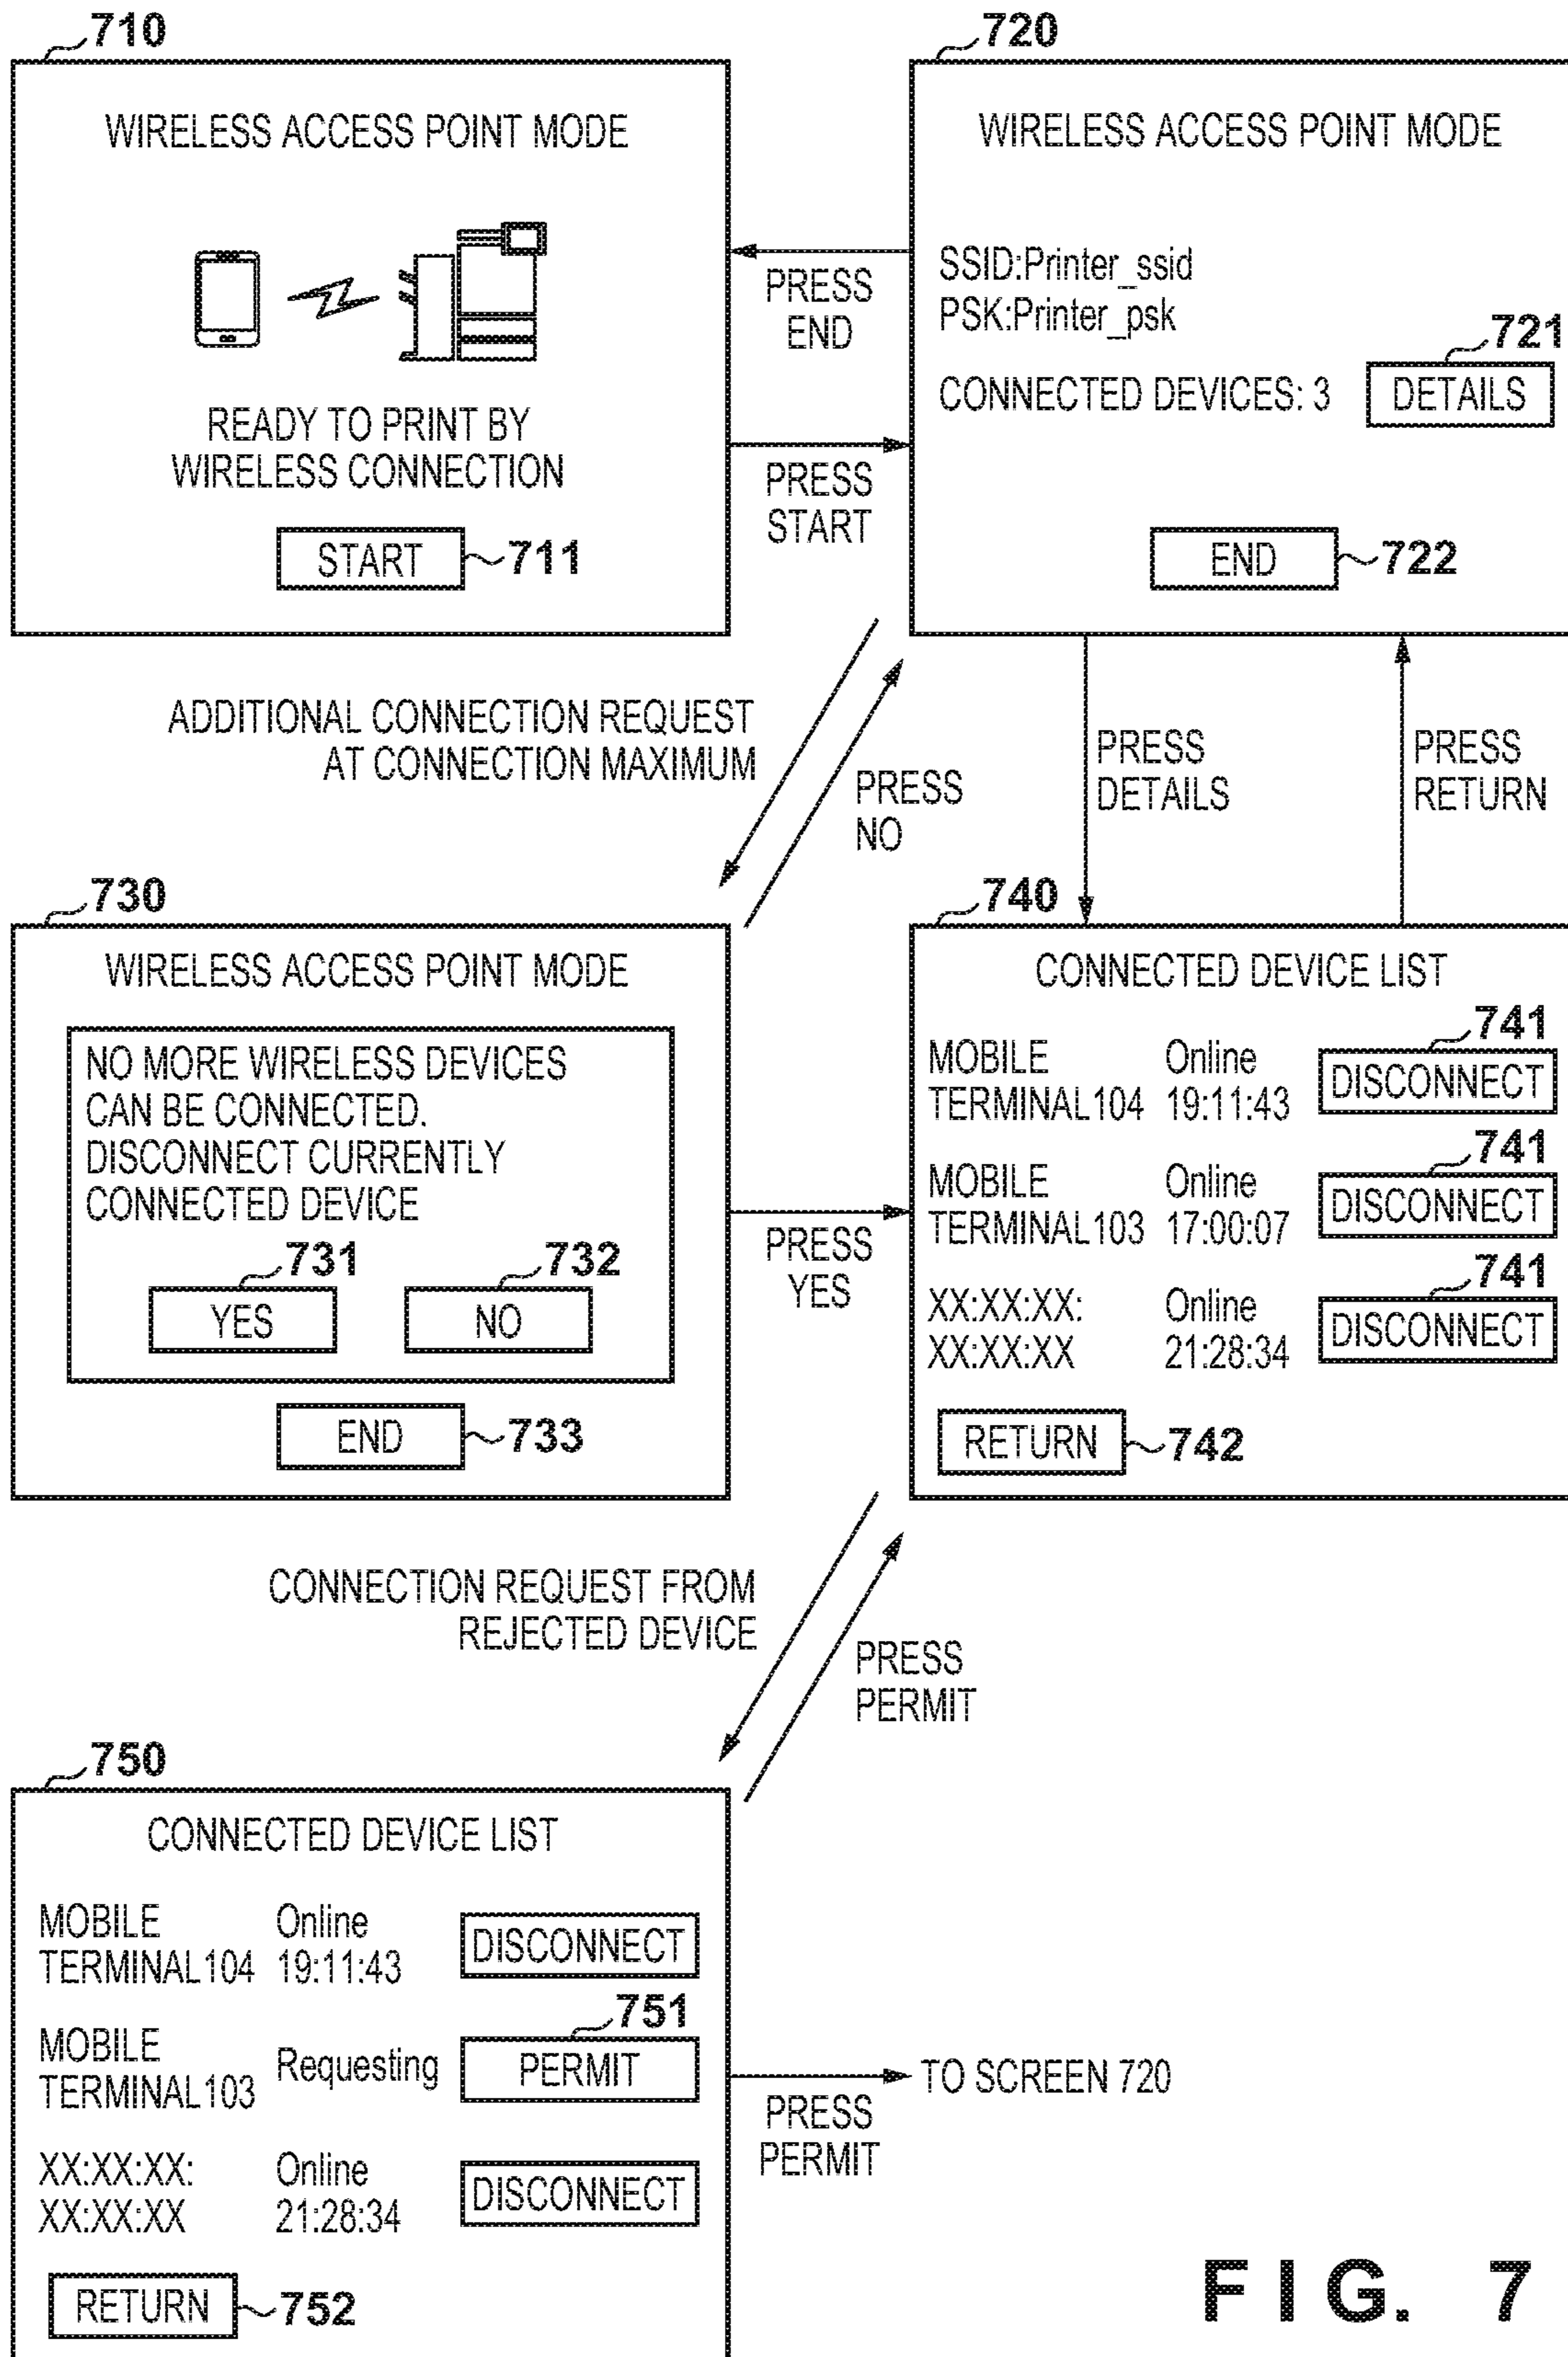 710
WIRELESS ACCESS POINT MODE
READY TO PRINT BY
WIRELESS CONNECTION
START
711
PRESS
END
PRESS
START
720
WIRELESS ACCESS POINT MODE
SSID:Printer_ssid
PSK:Printer_psk
721
CONNECTED DEVICES: 3
DETAILS
END
722
ADDITIONAL CONNECTION REQUEST
AT CONNECTION MAXIMUM
PRESS
NO
PRESS
DETAILS
PRESS
RETURN
730
WIRELESS ACCESS POINT MODE
NO MORE WIRELESS DEVICES
CAN BE CONNECTED.
DISCONNECT CURRENTLY
CONNECTED DEVICE
731
732
YES
NO
END
733
PRESS
YES
740
CONNECTED DEVICE LIST
741
MOBILE Online
TERMINAL104 19:11:43
DISCONNECT
741
MOBILE Online
TERMINAL103 17:00:07
DISCONNECT
741
XX:XX:XX: Online
XX:XX:XX 21:28:34
DISCONNECT
RETURN
742
CONNECTION REQUEST FROM
REJECTED DEVICE
PRESS
PERMIT
750
CONNECTED DEVICE LIST
MOBILE Online
TERMINAL104 19:11:43
DISCONNECT
751
MOBILE
TERMINAL103
Requesting
PERMIT
XX:XX:XX: Online
XX:XX:XX 21:28:34
DISCONNECT
RETURN
752
PRESS
PERMIT
TO SCREEN 720
FIG. 7